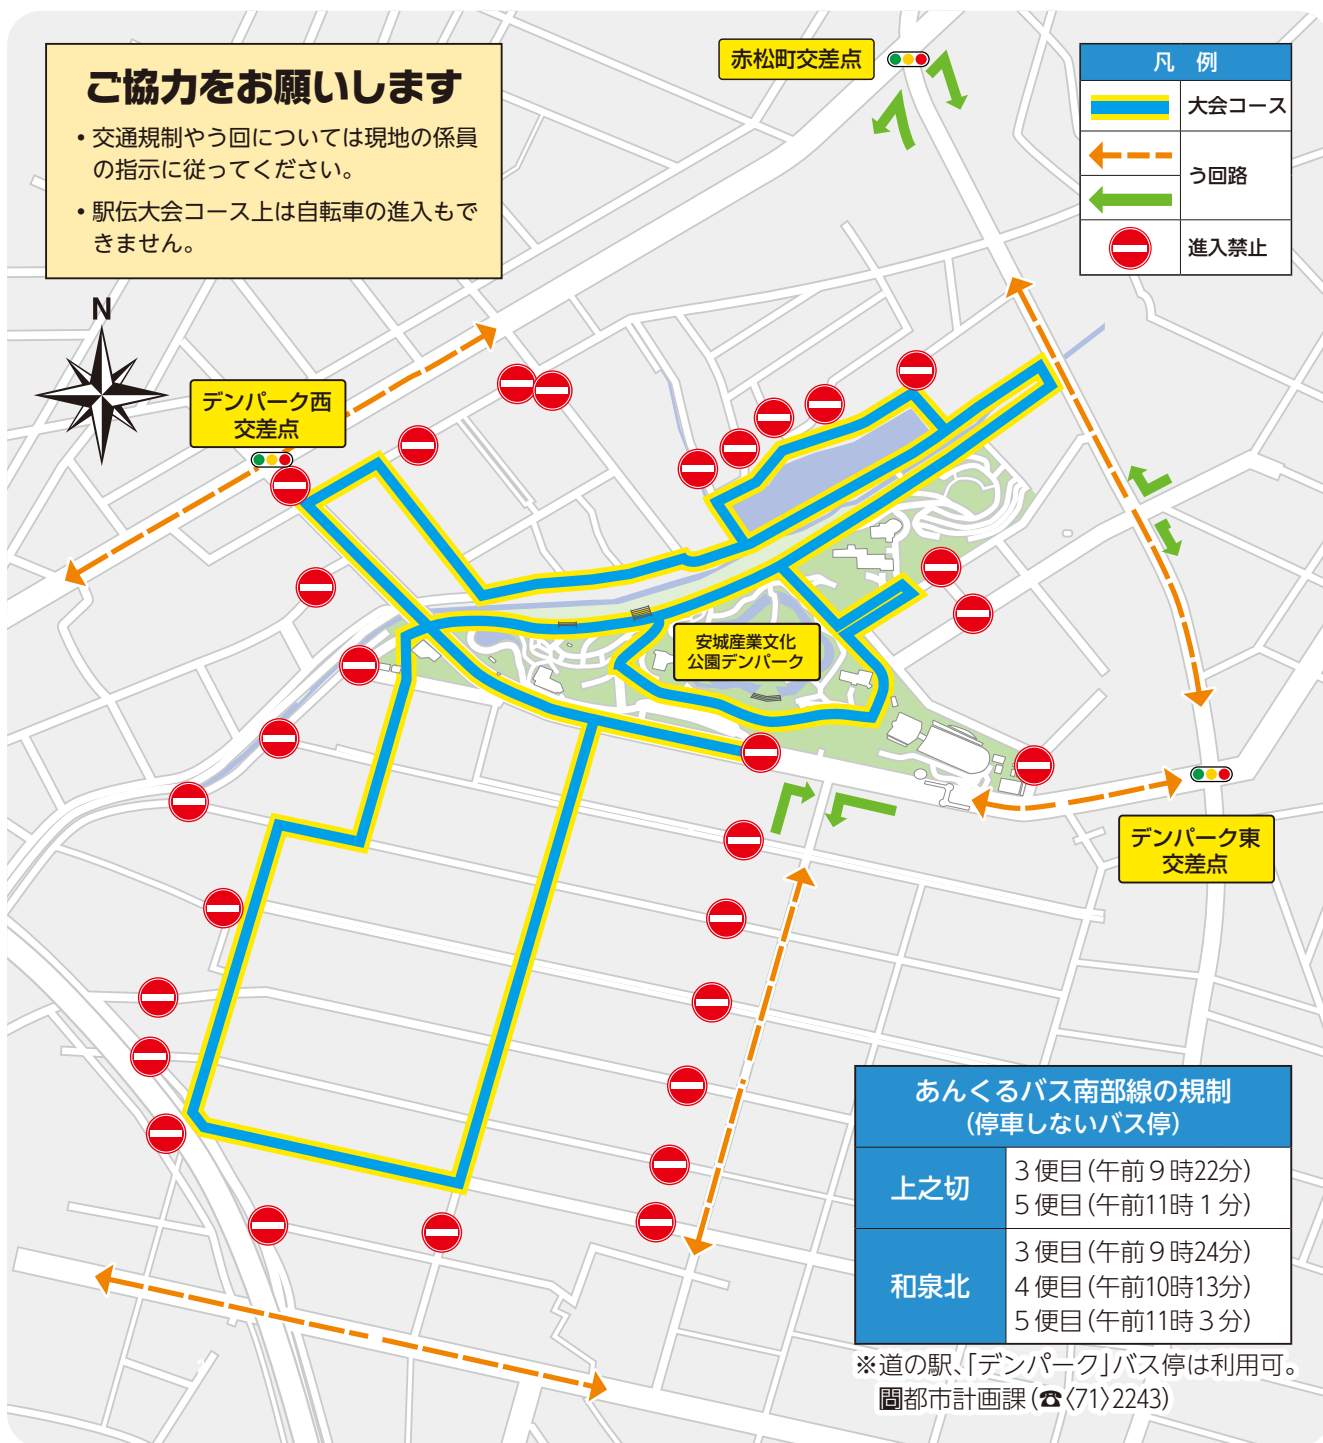 ご協力をお願いします
・交通規制やう回については現地の係員
の指示に従ってください。
・駅伝大会コース上は自転車の進入もで
きません。
赤松町交差点
凡 例
大会コース
う回路
進入禁止
N
デンパーク西
交差点
安城産業文化
公園デンパーク
デンパーク東
交差点
あんくるバス南部線の規制
(停車しないバス停)
上之切
3便目(午前9時22分)
5便目(午前11時1分)
和泉北
3便目(午前9時24分)
4便目(午前10時13分)
5便目(午前11時3分)
※道の駅、「デンパーク」バス停は利用可。
問都市計画課(☎〈71〉2243)